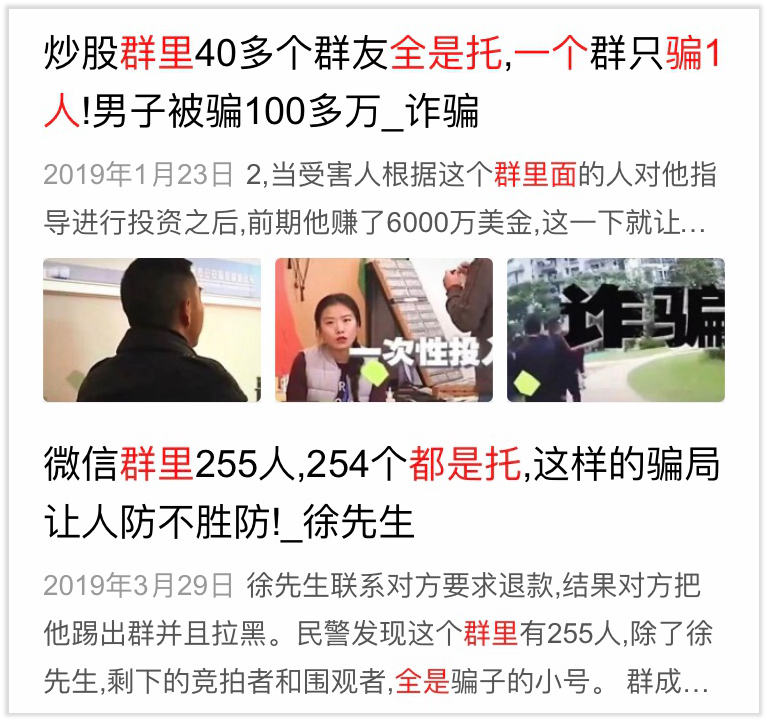 炒股群里40多个群友全是托,一个群只骗1
人!男子被骗100多万_诈骗
2019年1月23日 2,当受害人根据这个群里面的人对他指
导进行投资之后,前期他赚了6000万美金,这一下就让...
一次性投入
诈骗
微信群里255人,254个都是托,这样的骗局
让人防不胜防!_徐先生
2019年3月29日 徐先生联系对方要求退款,结果对方把
他踢出群并且拉黑。民警发现这个群里有255人,除了徐
先生,剩下的竞拍者和围观者,全是骗子的小号。 群成...